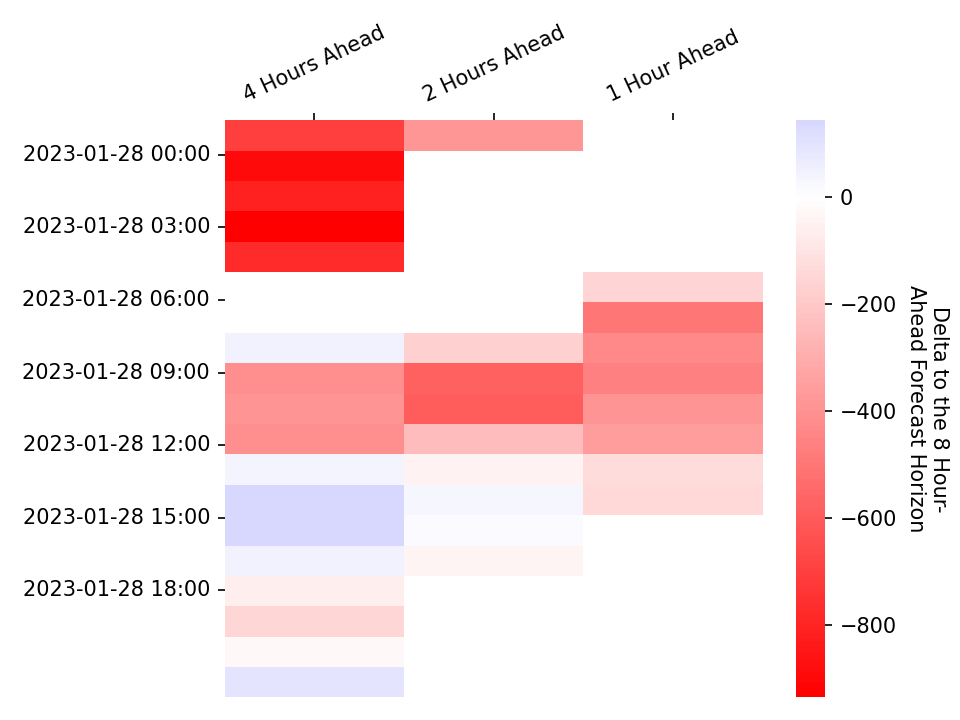 4 Hours Ahead
2 Hours Ahead
1 Hour Ahead
2023-01-28 00:00
2023-01-28 03:00
2023-01-28 06:00
2023-01-28 09:00
2023-01-28 12:00
2023-01-28 15:00
2023-01-28 18:00
0
−200
−400
−600
−800
Delta to the 8 Hour-
Ahead Forecast Horizon